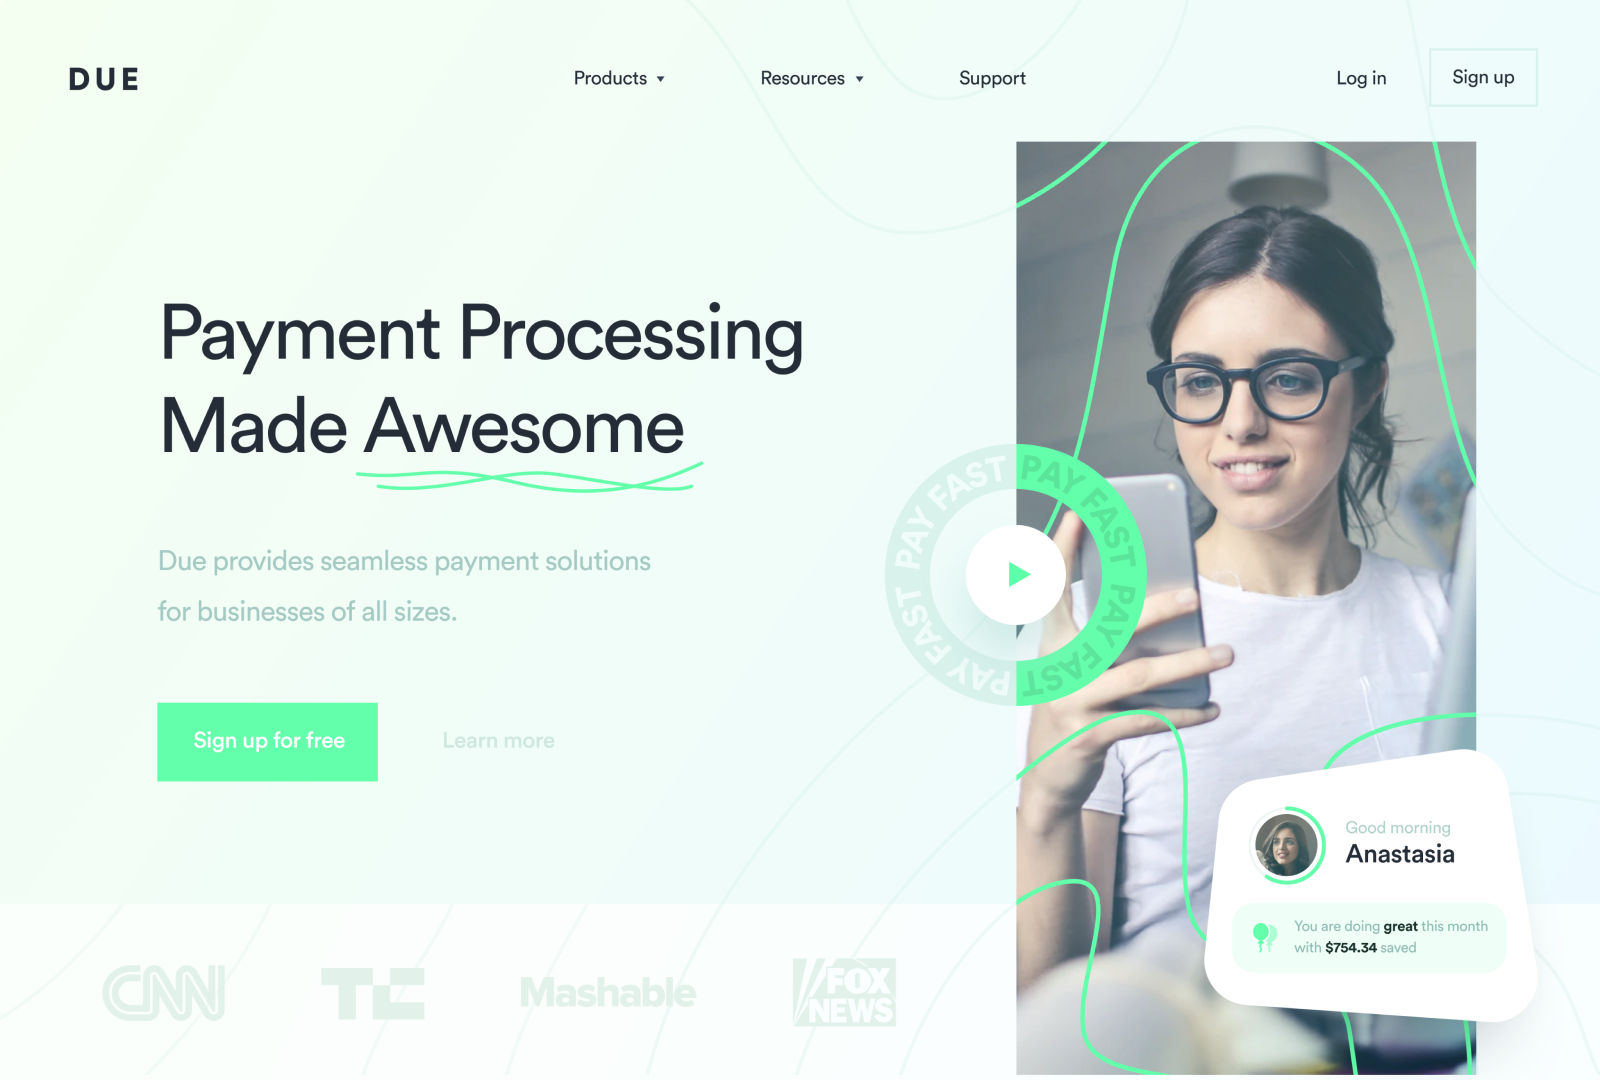 DUE
Products
Resources
Support
Log in
Sign up
Payment Processing
Made Awesome
Due provides seamless payment solutions
for businesses of all sizes.
Sign up for free
Learn more
PAY FAST PAY FAST PAY FAST PAY FAST
Good morning
Anastasia
You are doing great this month
with $754.34 saved
CNN
TC
Mashable
FOX
NEWS